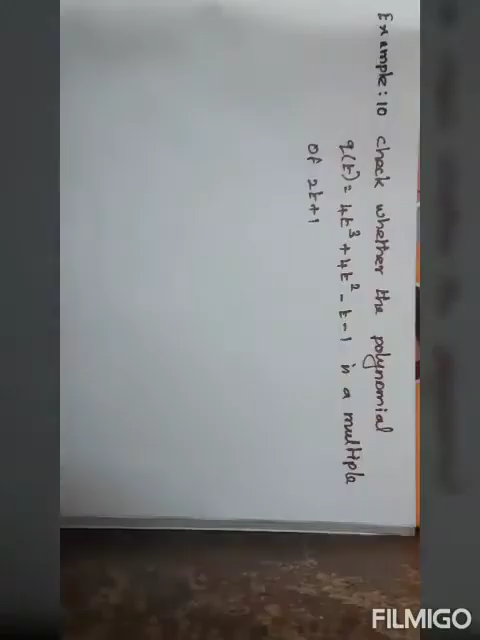 Example: 10 check whether the polynomial
q(t) = 4t³ + 4t² - t - 1 is a multiple
of 2t+1
FILMIGO